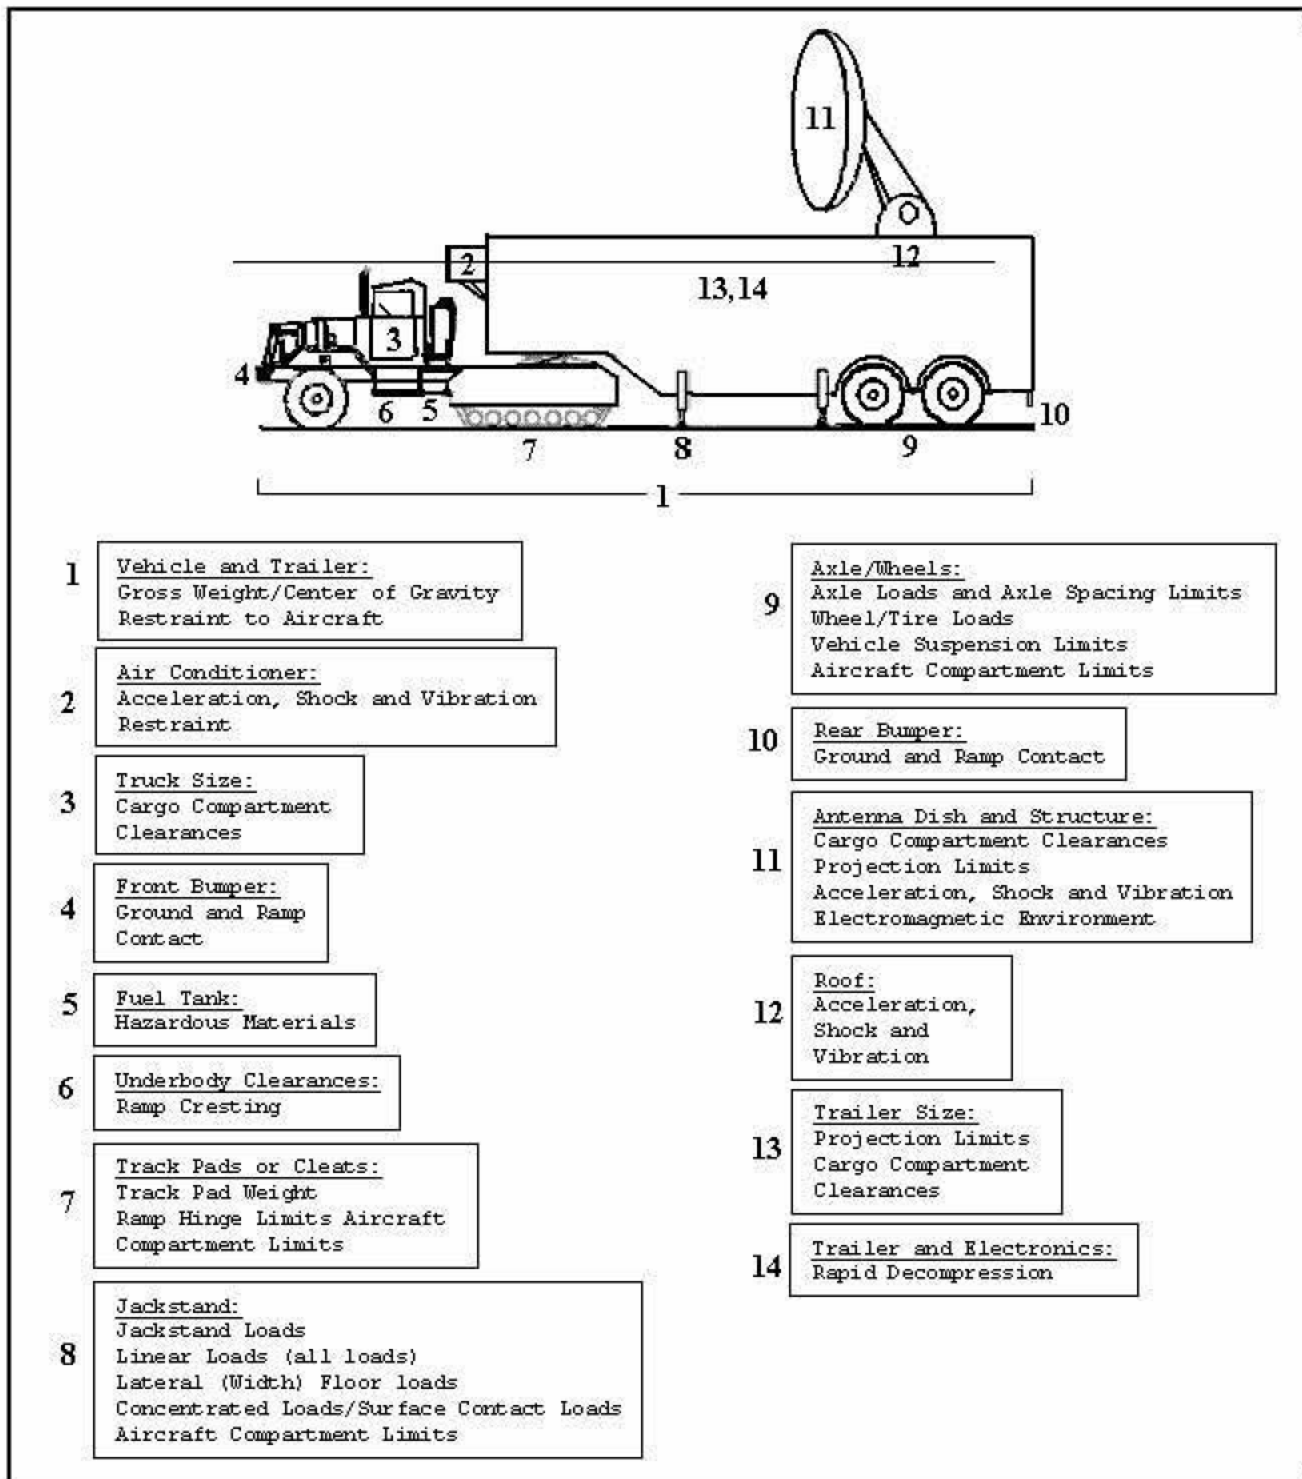 11
2
12
13,14
3
4
6
5
10
7
8
9
1
1
Vehicle and Trailer:
Gross Weight/Center of Gravity
Restraint to Aircraft
2
Air Conditioner:
Acceleration, Shock and Vibration
Restraint
3
Truck Size:
Cargo Compartment
Clearances
4
Front Bumper:
Ground and Ramp
Contact
5
Fuel Tank:
Hazardous Materials
6
Underbody Clearances:
Ramp Cresting
7
Track Pads or Cleats:
Track Pad Weight
Ramp Hinge Limits Aircraft
Compartment Limits
8
Jackstand:
Jackstand Loads
Linear Loads (all loads)
Lateral (Width) Floor loads
Concentrated Loads/Surface Contact Loads
Aircraft Compartment Limits
9
Axle/Wheels:
Axle Loads and Axle Spacing Limits
Wheel/Tire Loads
Vehicle Suspension Limits
Aircraft Compartment Limits
10
Rear Bumper:
Ground and Ramp Contact
11
Antenna Dish and Structure:
Cargo Compartment Clearances
Projection Limits
Acceleration, Shock and Vibration
Electromagnetic Environment
12
Roof:
Acceleration,
Shock and
Vibration
13
Trailer Size:
Projection Limits
Cargo Compartment
Clearances
14
Trailer and Electronics:
Rapid Decompression